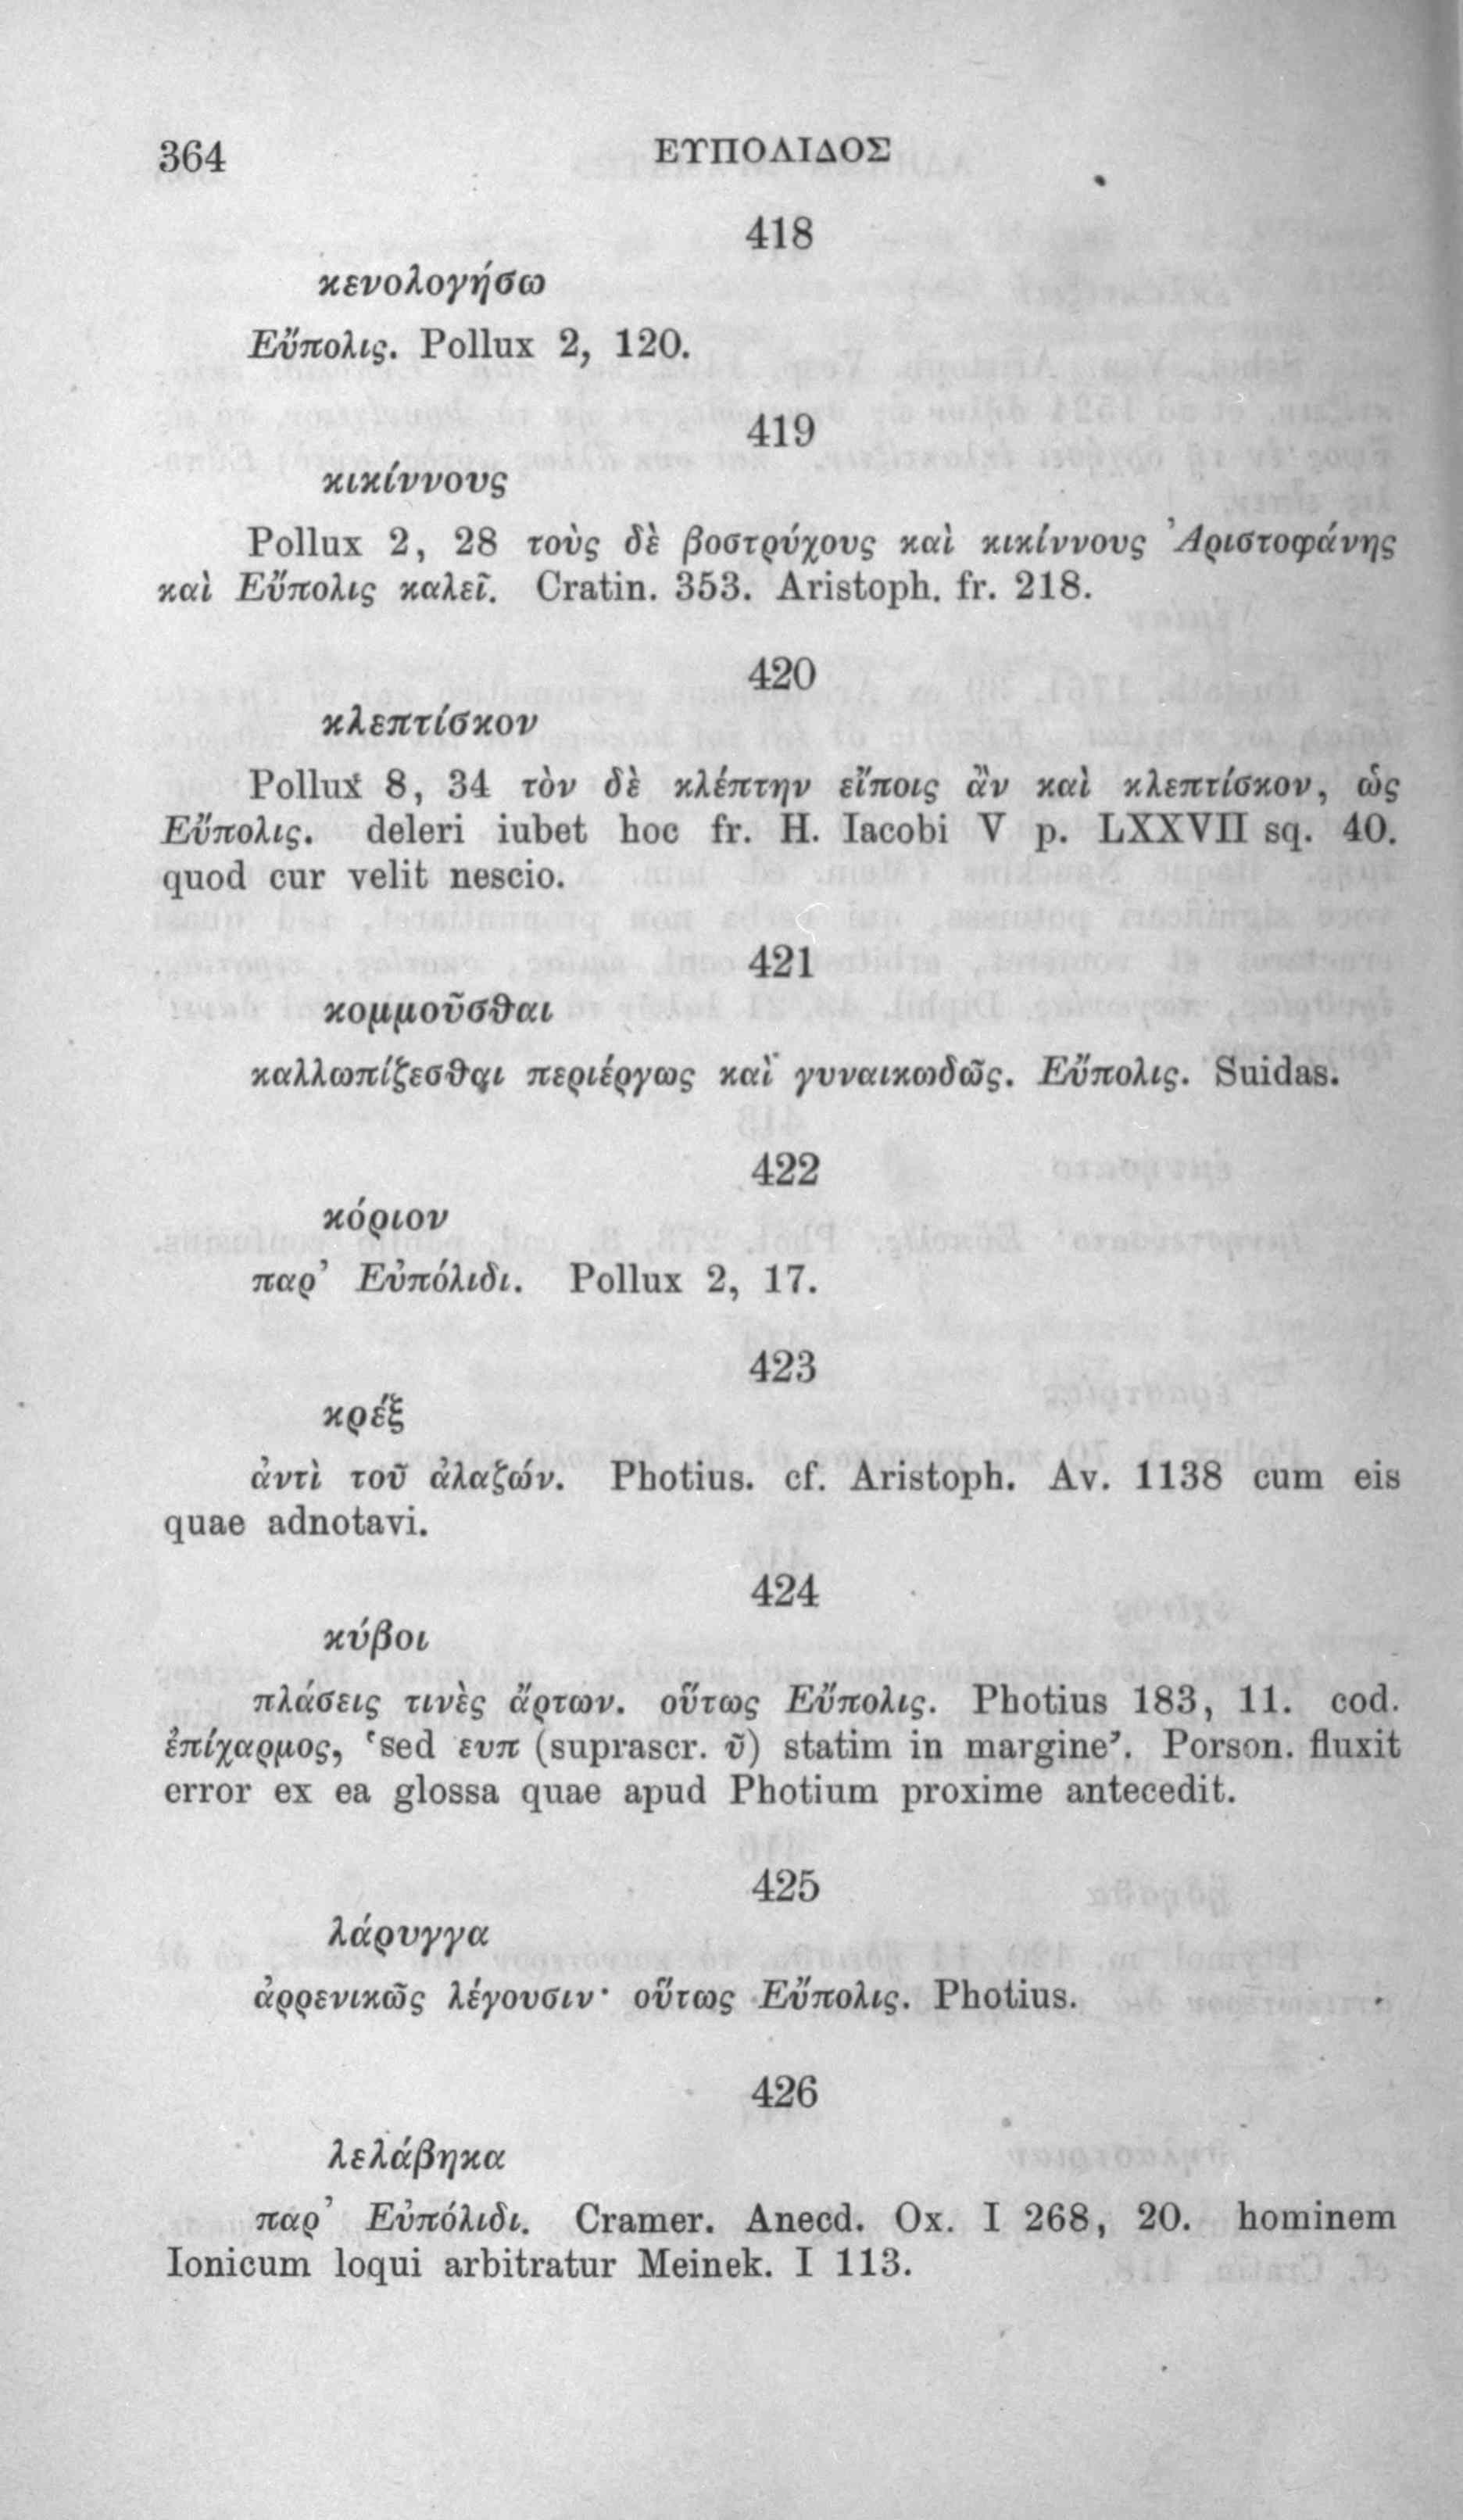 364
ΕΥΠΟΛΙΔΟΣ
418
κενολογήσω
Εὔπολις. Pollux 2, 120.
419
κικίννους
Pollux 2, 28 τοὺς δὲ βοστρύχους καὶ κικίννους Ἀριστοφάνης
καὶ Εὔπολις καλεῖ. Cratin. 353. Aristoph. fr. 218.
420
κλεπτίσκον
Pollux 8, 34 τὸν δὲ κλέπτην εἴποις ἂν καὶ κλεπτίσκον, ὡς
Εὔπολις. deleri iubet hoc fr. H. Iacobi V p. LXXVII sq. 40.
quod cur velit nescio.
421
κομμοῦσθαι
καλλωπίζεσθαι περιέργως καὶ γυναικωδῶς. Εὔπολις. Suidas.
422
κόριον
παρ' Εὐπόλιδι. Pollux 2, 17.
423
κρέξ
ἀντὶ τοῦ ἀλαζών. Photius. cf. Aristoph. Av. 1138 cum eis
quae adnotavi.
424
κύβοι
πλάσεις τινὲς ἄρτων. οὕτως Εὔπολις. Photius 183, 11. cod.
ἐπίχαρμος, 'sed ευπ (suprascr. ῦ) statim in margine'. Porson. fluxit
error ex ea glossa quae apud Photium proxime antecedit.
425
λάρυγγα
ἀρρενικῶς λέγουσιν· οὕτως Εὔπολις. Photius.
426
λελάβηκα
παρ' Εὐπόλιδι. Cramer. Anecd. Ox. I 268, 20. hominem
Ionicum loqui arbitratur Meinek. I 113.